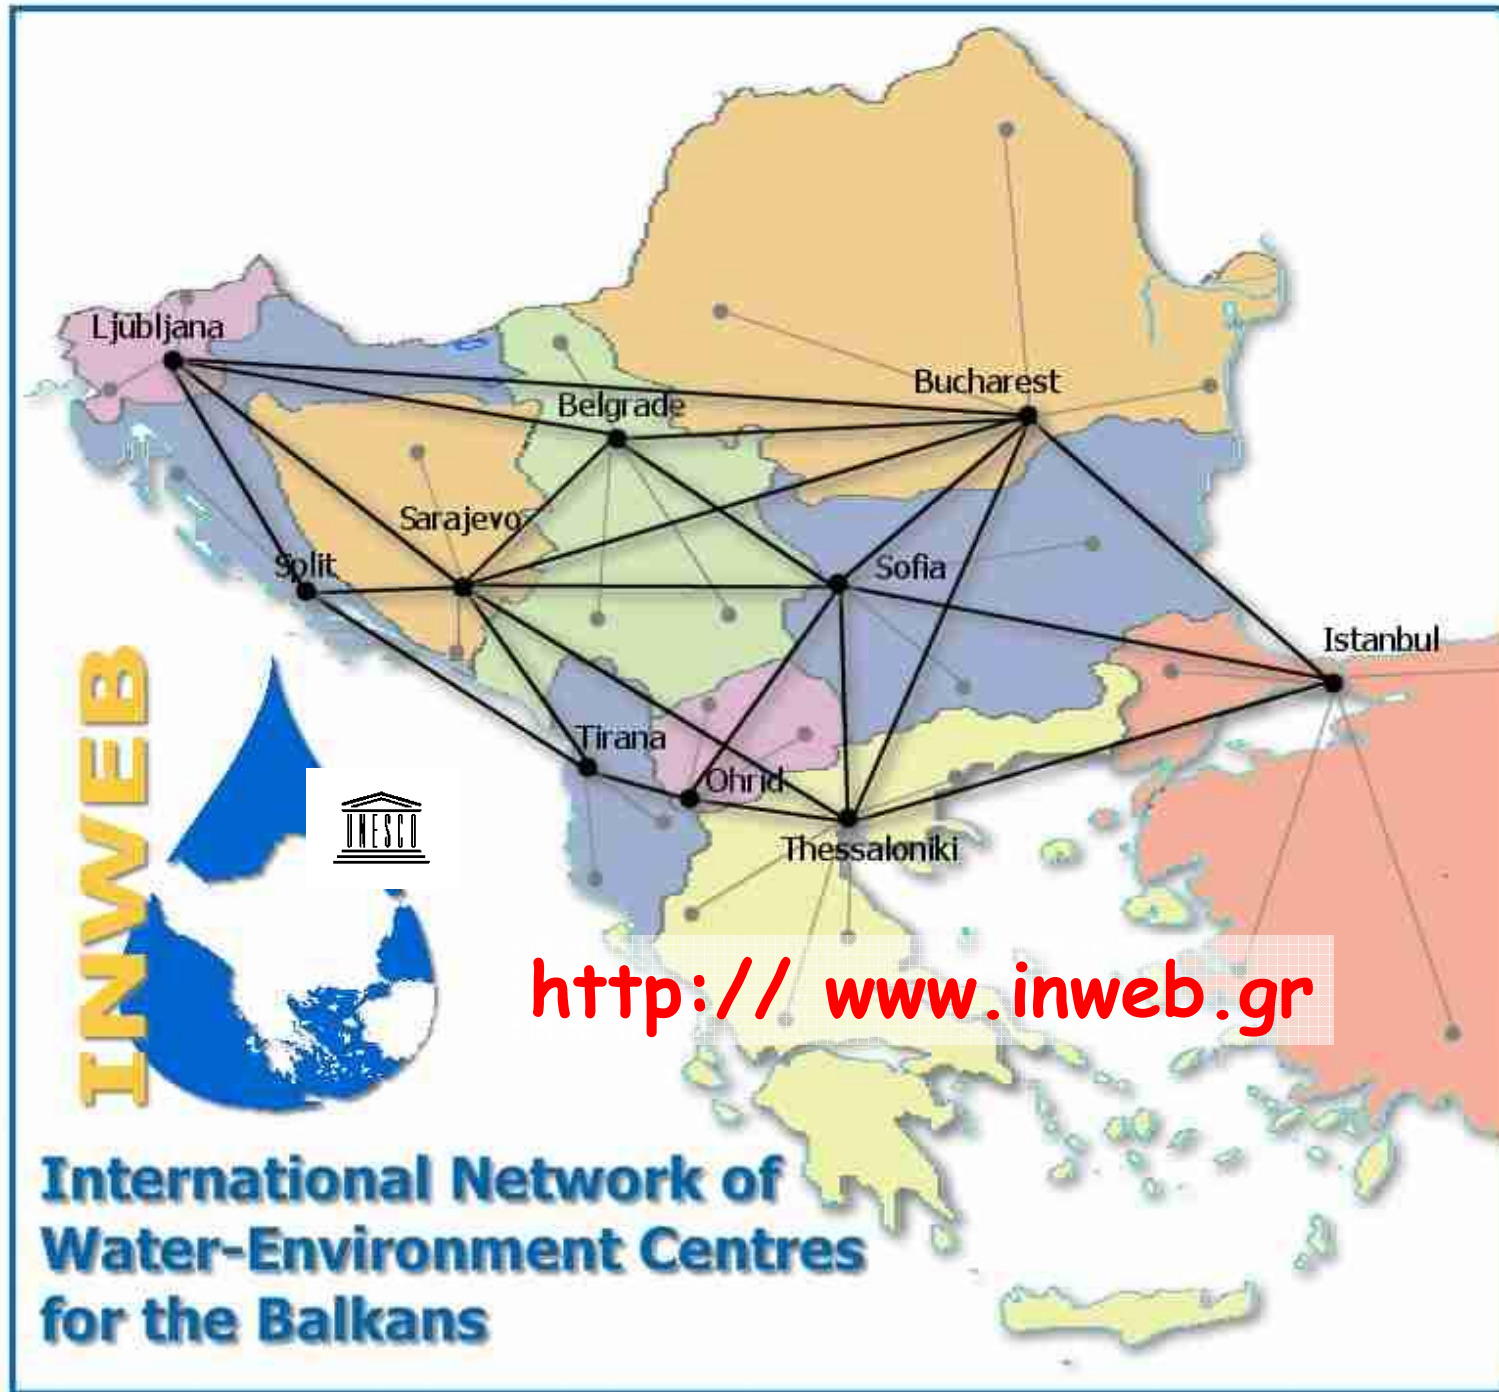 Ljubljana
Bucharest
Belgrade
Sarajevo
Split
Sofia
Istanbul
Tirana
Ohrid
Thessaloniki
INWEB
UNESCO
http:// www.inweb.gr
International Network of
Water-Environment Centres
for the Balkans